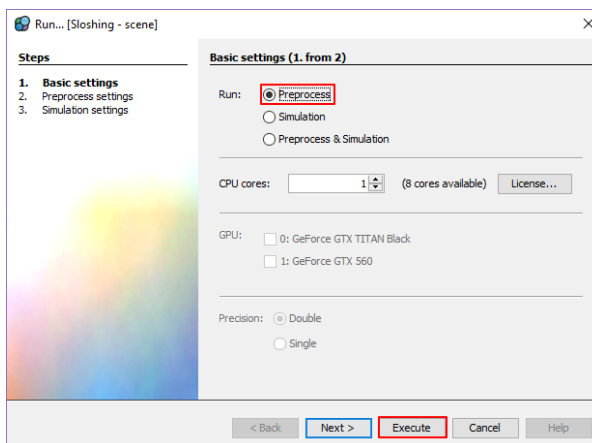 Run... [Sloshing - scene]
Steps
1. Basic settings
2. Preprocess settings
3. Simulation settings
Basic settings (1. from 2)
Run: Preprocess
Simulation
Preprocess & Simulation
CPU cores: 1 (8 cores available) License...
GPU: 0: GeForce GTX TITAN Black
1: GeForce GTX 560
Precision: Double
Single
< Back Next > Execute Cancel Help